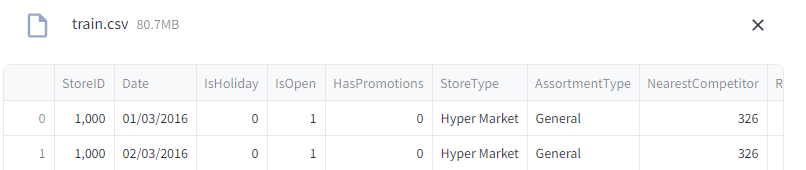 train.csv 80.7MB
StoreID Date IsHoliday IsOpen HasPromotions StoreType AssortmentType NearestCompetitor R
0 1,000 01/03/2016 0 1 0 Hyper Market General 326
1 1,000 02/03/2016 0 1 0 Hyper Market General 326